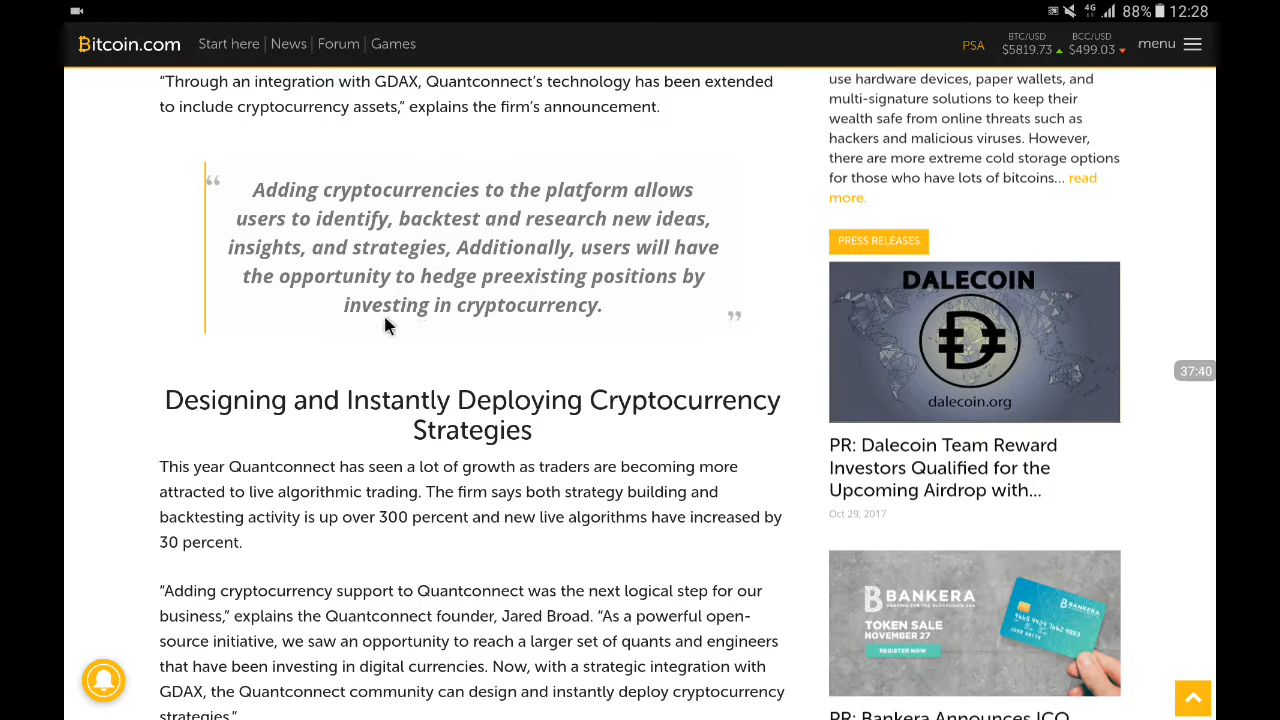 4G 88% 12:28
Bitcoin.com Start here News Forum Games PSA BTC/USD $5819.73 BCC/USD $499.03 menu
“Through an integration with GDAX, Quantconnect’s technology has been extended
to include cryptocurrency assets,” explains the firm’s announcement.
“
Adding cryptocurrencies to the platform allows
users to identify, backtest and research new ideas,
insights, and strategies, Additionally, users will have
the opportunity to hedge preexisting positions by
investing in cryptocurrency.
”
Designing and Instantly Deploying Cryptocurrency
Strategies
This year Quantconnect has seen a lot of growth as traders are becoming more
attracted to live algorithmic trading. The firm says both strategy building and
backtesting activity is up over 300 percent and new live algorithms have increased by
30 percent.
“Adding cryptocurrency support to Quantconnect was the next logical step for our
business,” explains the Quantconnect founder, Jared Broad. “As a powerful open-
source initiative, we saw an opportunity to reach a larger set of quants and engineers
that have been investing in digital currencies. Now, with a strategic integration with
GDAX, the Quantconnect community can design and instantly deploy cryptocurrency
strategies.”
use hardware devices, paper wallets, and
multi-signature solutions to keep their
wealth safe from online threats such as
hackers and malicious viruses. However,
there are more extreme cold storage options
for those who have lots of bitcoins... read
more.
PRESS RELEASES
DALECOIN
dalecoin.org
PR: Dalecoin Team Reward
Investors Qualified for the
Upcoming Airdrop with...
Oct 29, 2017
BANKERA
TOKEN SALE
NOVEMBER 27
REGISTER NOW
BANKERA
JOHN SMITH
PR: Bankera Announces ICO
37:40